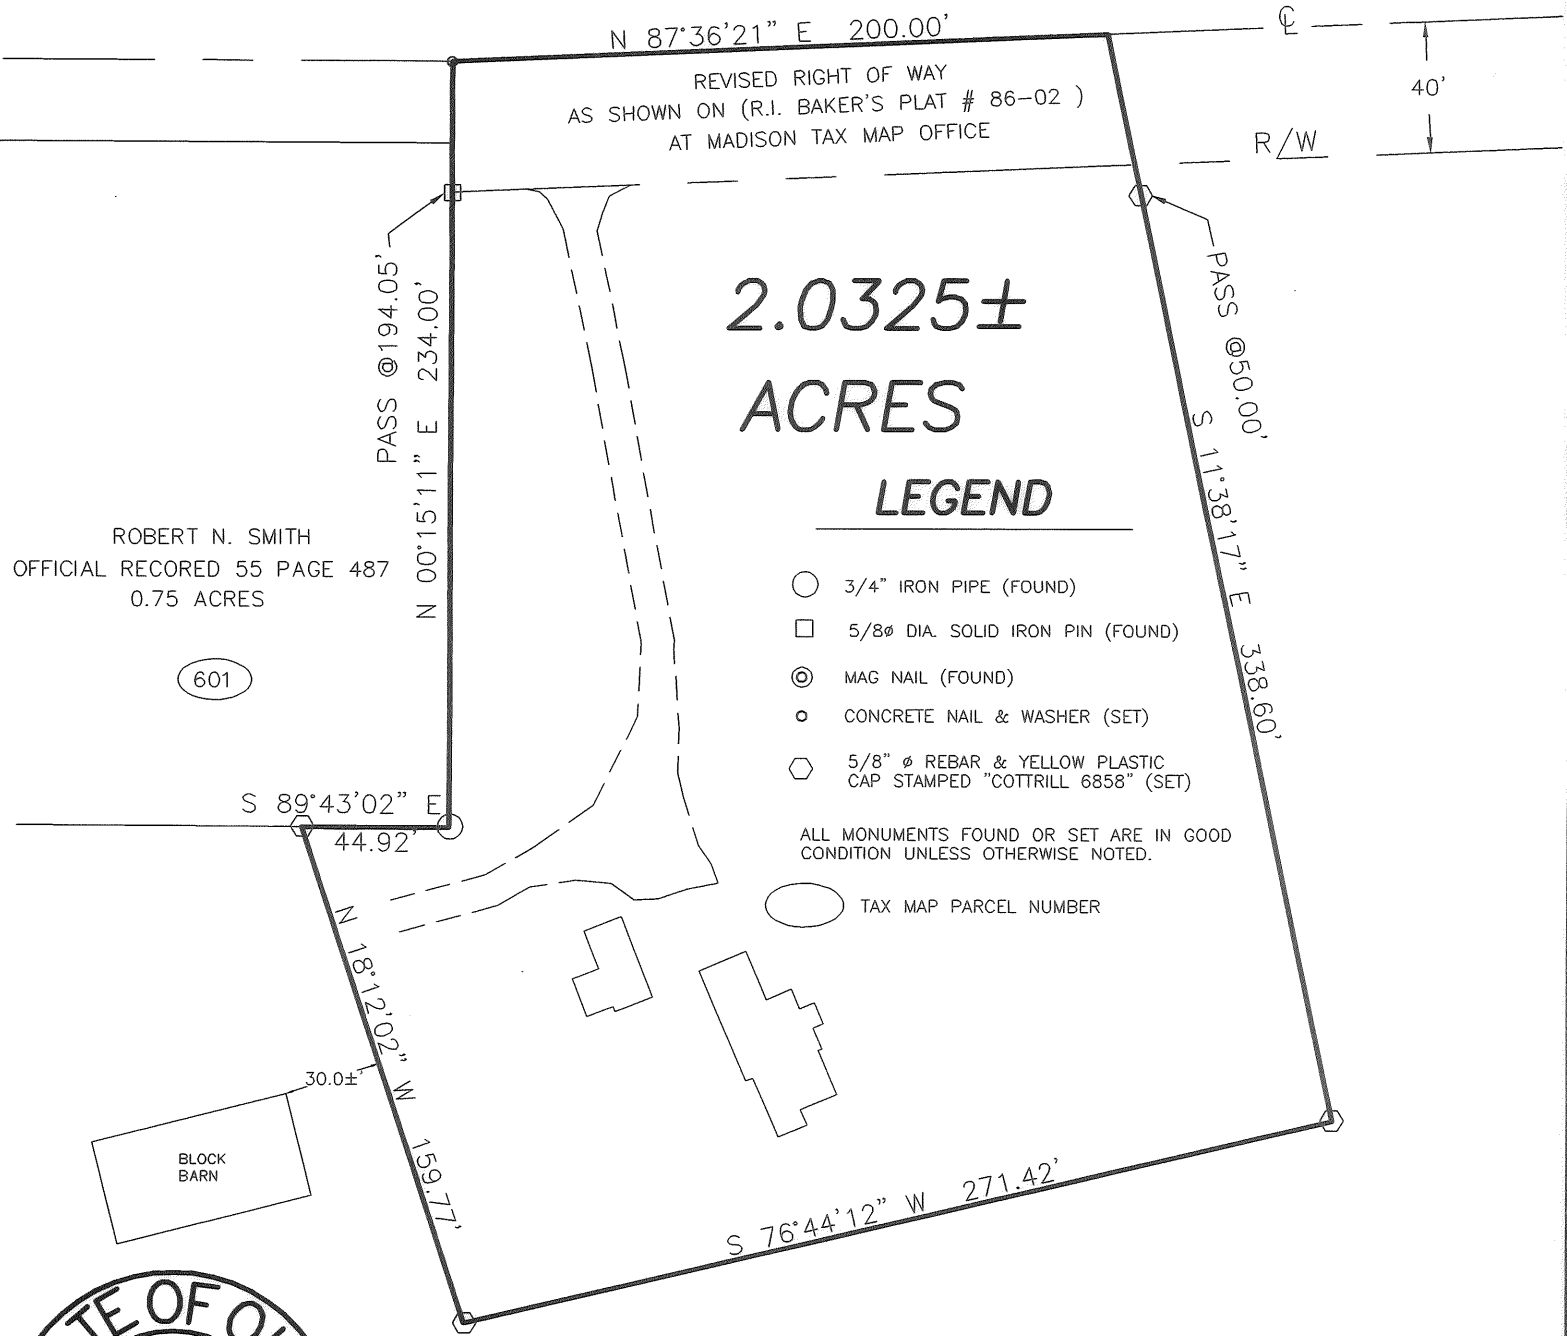 N 87°36'21" E 200.00'
℄
REVISED RIGHT OF WAY
AS SHOWN ON (R.I. BAKER'S PLAT # 86-02 )
AT MADISON TAX MAP OFFICE
40'
R/W
PASS @194.05'
N 00°15'11" E 234.00'
2.0325±
ACRES
PASS @50.00'
S 11°38'17" E 338.60'
LEGEND
3/4" IRON PIPE (FOUND)
5/8ø DIA. SOLID IRON PIN (FOUND)
MAG NAIL (FOUND)
CONCRETE NAIL & WASHER (SET)
5/8" ø REBAR & YELLOW PLASTIC
CAP STAMPED "COTTRILL 6858" (SET)
ALL MONUMENTS FOUND OR SET ARE IN GOOD
CONDITION UNLESS OTHERWISE NOTED.
TAX MAP PARCEL NUMBER
ROBERT N. SMITH
OFFICIAL RECORED 55 PAGE 487
0.75 ACRES
601
S 89°43'02" E
44.92'
N 18°12'02" W 159.77'
30.0±'
BLOCK
BARN
S 76°44'12" W 271.42'
TE OF O